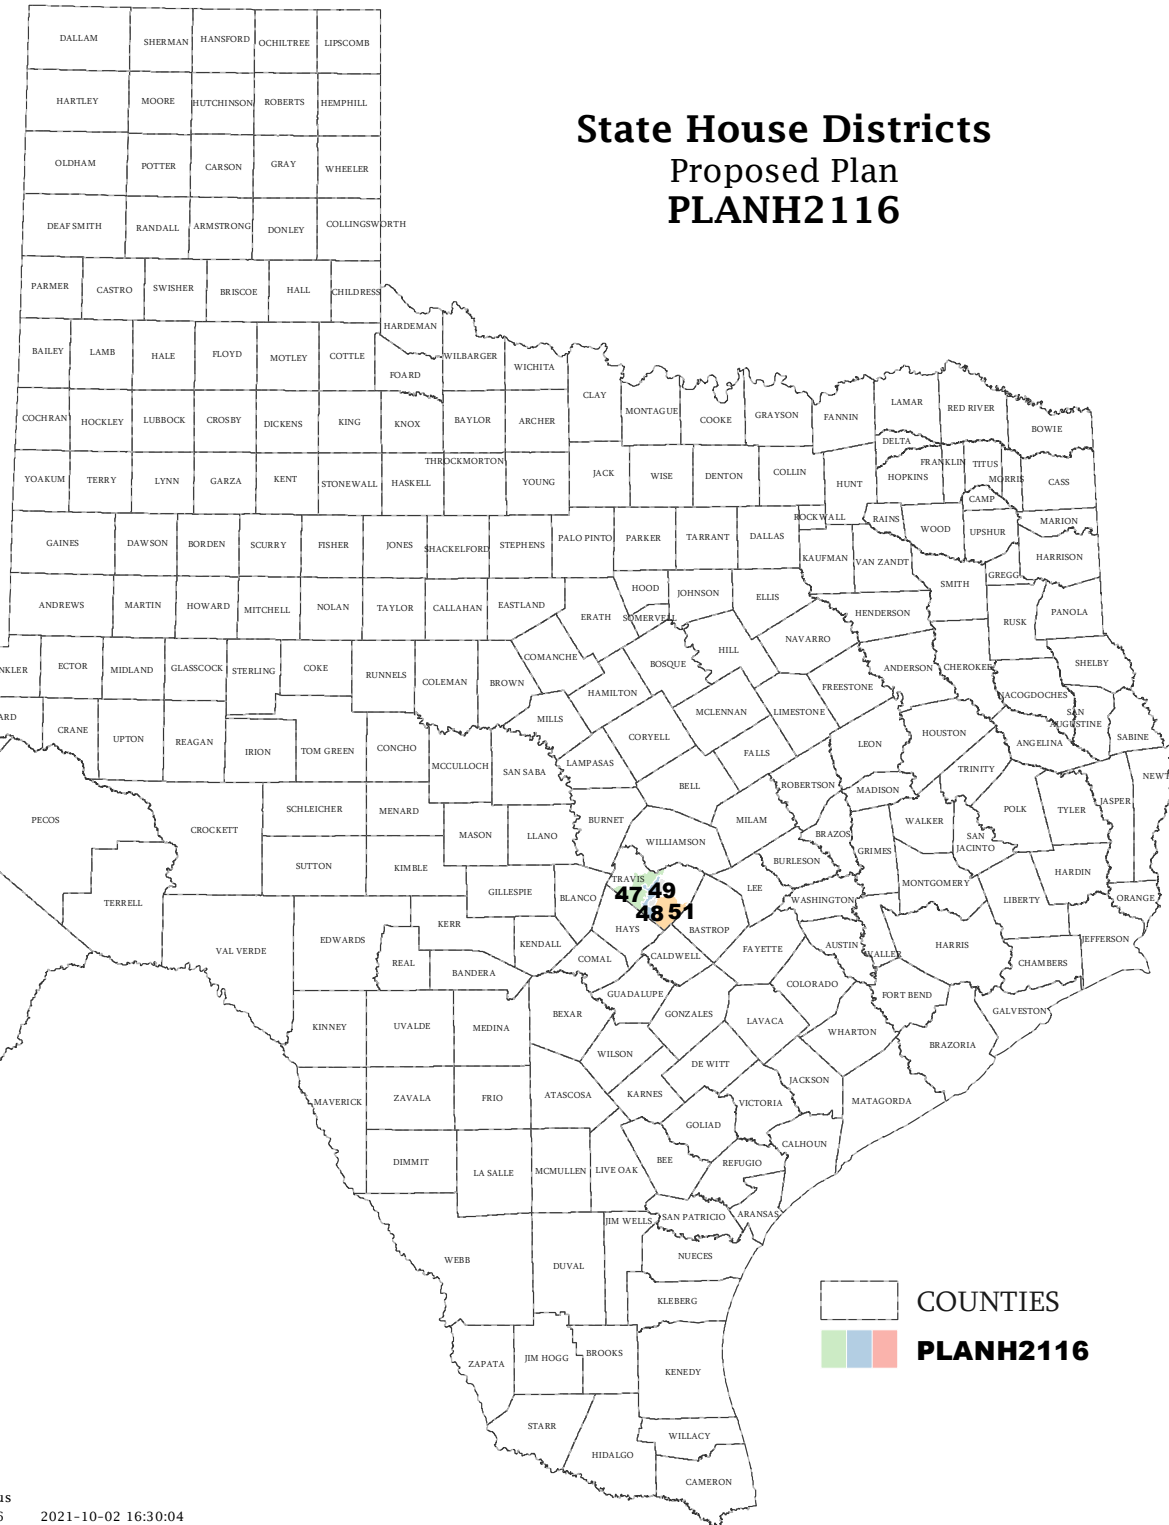 State House Districts
Proposed Plan
PLANH2116
DALLAM SHERMAN HANSFORD OCHILTREE LIPSCOMB
HARTLEY MOORE HUTCHINSON ROBERTS HEMPHILL
OLDHAM POTTER CARSON GRAY WHEELER
DEAF SMITH RANDALL ARMSTRONG DONLEY COLLINGSWORTH
PARMER CASTRO SWISHER BRISCOE HALL CHILDRESS
HARDEMAN
BAILEY LAMB HALE FLOYD MOTLEY COTTLE FOARD WILBARGER WICHITA
CLAY MONTAGUE COOKE GRAYSON FANNIN LAMAR RED RIVER BOWIE
COCHRAN HOCKLEY LUBBOCK CROSBY DICKENS KING KNOX BAYLOR ARCHER
DELTA
YOAKUM TERRY LYNN GARZA KENT STONEWALL HASKELL THROCKMORTON YOUNG JACK WISE DENTON COLLIN HUNT HOPKINS FRANKLIN TITUS MORRIS CASS
CAMP
GAINES DAWSON BORDEN SCURRY FISHER JONES SHACKELFORD STEPHENS PALO PINTO PARKER TARRANT DALLAS ROCKWALL RAINS WOOD UPSHUR MARION
KAUFMAN VAN ZANDT HARRISON
SMITH GREGG
ANDREWS MARTIN HOWARD MITCHELL NOLAN TAYLOR CALLAHAN EASTLAND ERATH HOOD SOMERVELL JOHNSON ELLIS HENDERSON RUSK PANOLA
NKLER ECTOR MIDLAND GLASSCOCK STERLING COKE RUNNELS COLEMAN BROWN COMANCHE BOSQUE HILL NAVARRO ANDERSON CHEROKEE SHELBY
HAMILTON FREESTONE NACOGDOCHES
ARD CRANE UPTON REAGAN IRION TOM GREEN CONCHO MILLS CORYELL MCLENNAN LIMESTONE LEON HOUSTON ANGELINA SAN
AUGUSTINE SABINE
MCCULLOCH SAN SABA LAMPASAS FALLS
BELL ROBERTSON MADISON TRINITY POLK TYLER JASPER NEWT
PECOS CROCKETT SCHLEICHER MENARD MASON LLANO BURNET WILLIAMSON MILAM BRAZOS GRIMES WALKER SAN
JACINTO
TERRELL SUTTON KIMBLE GILLESPIE BLANCO TRAVIS LEE BURLESON WASHINGTON MONTGOMERY LIBERTY HARDIN ORANGE
47 49
48 51
VAL VERDE EDWARDS KERR KENDALL HAYS BASTROP FAYETTE AUSTIN WALLER HARRIS CHAMBERS JEFFERSON
REAL BANDERA COMAL CALDWELL COLORADO
KINNEY UVALDE MEDINA BEXAR GUADALUPE GONZALES LAVACA WHARTON FORT BEND GALVESTON
WILSON DE WITT BRAZORIA
MAVERICK ZAVALA FRIO ATASCOSA KARNES VICTORIA JACKSON MATAGORDA
GOLIAD CALHOUN
DIMMIT LA SALLE MCMULLEN LIVE OAK BEE REFUGIO
JIM WELLS SAN PATRICIO ARANSAS
WEBB DUVAL NUECES
KLEBERG
ZAPATA JIM HOGG BROOKS KENEDY
STARR HIDALGO WILLACY
CAMERON
COUNTIES
PLANH2116
us
6 2021-10-02 16:30:04